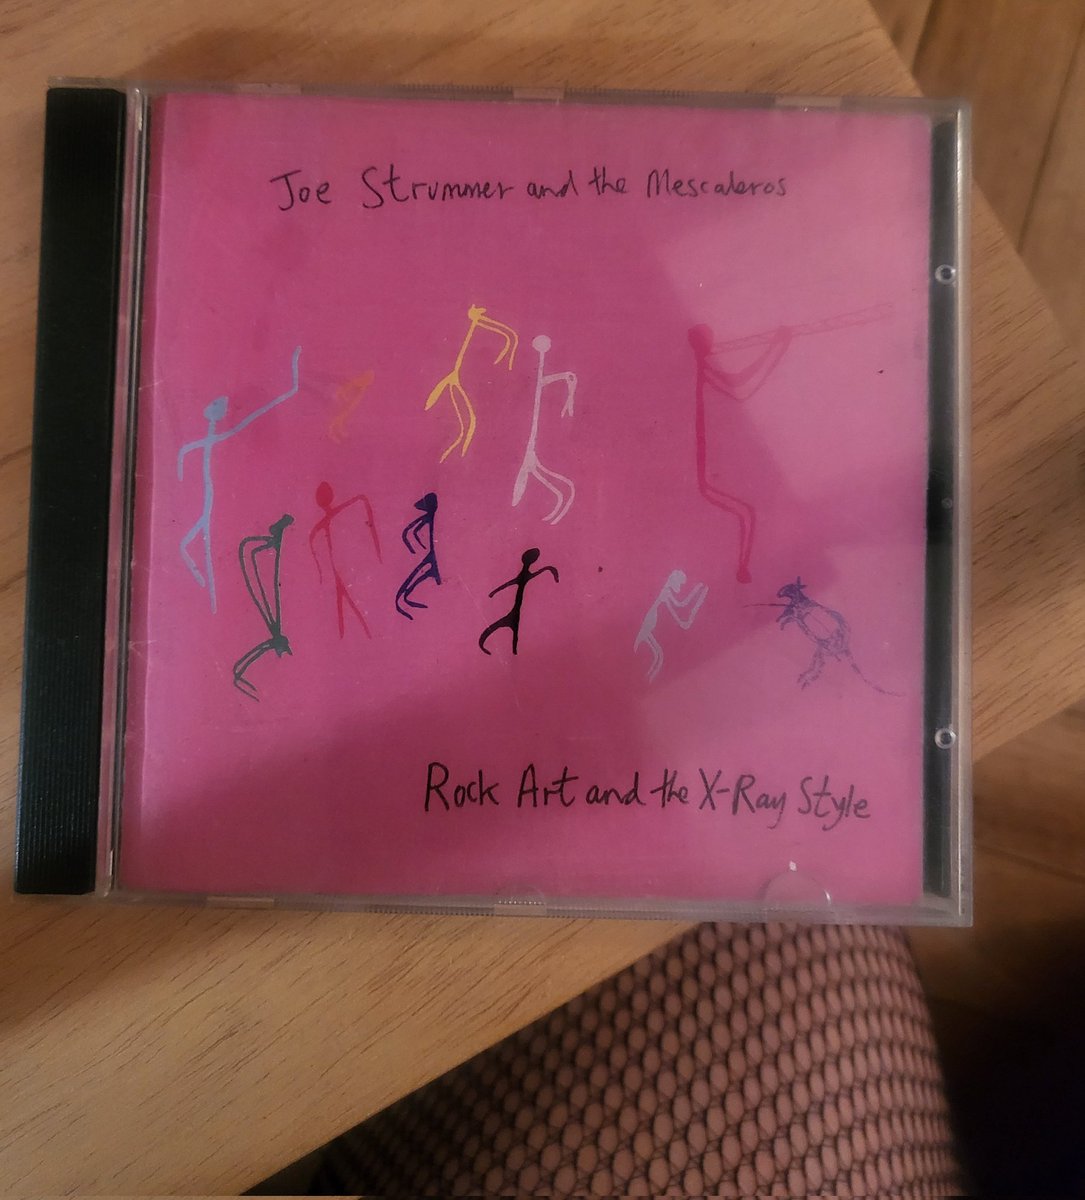 Joe Strummer and the Mescaleros
Rock Art and the X-Ray Style